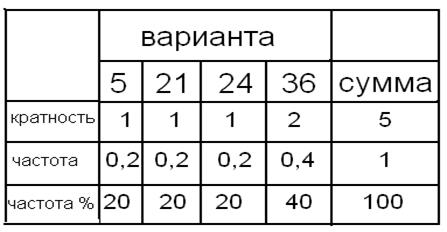 варианта
5 21 24 36 сумма
кратность 1 1 1 2 5
частота 0,2 0,2 0,2 0,4 1
частота % 20 20 20 40 100